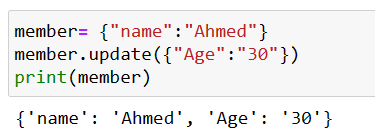 member= {"name":"Ahmed"}
member.update({"Age":"30"})
print(member)
{'name': 'Ahmed', 'Age': '30'}